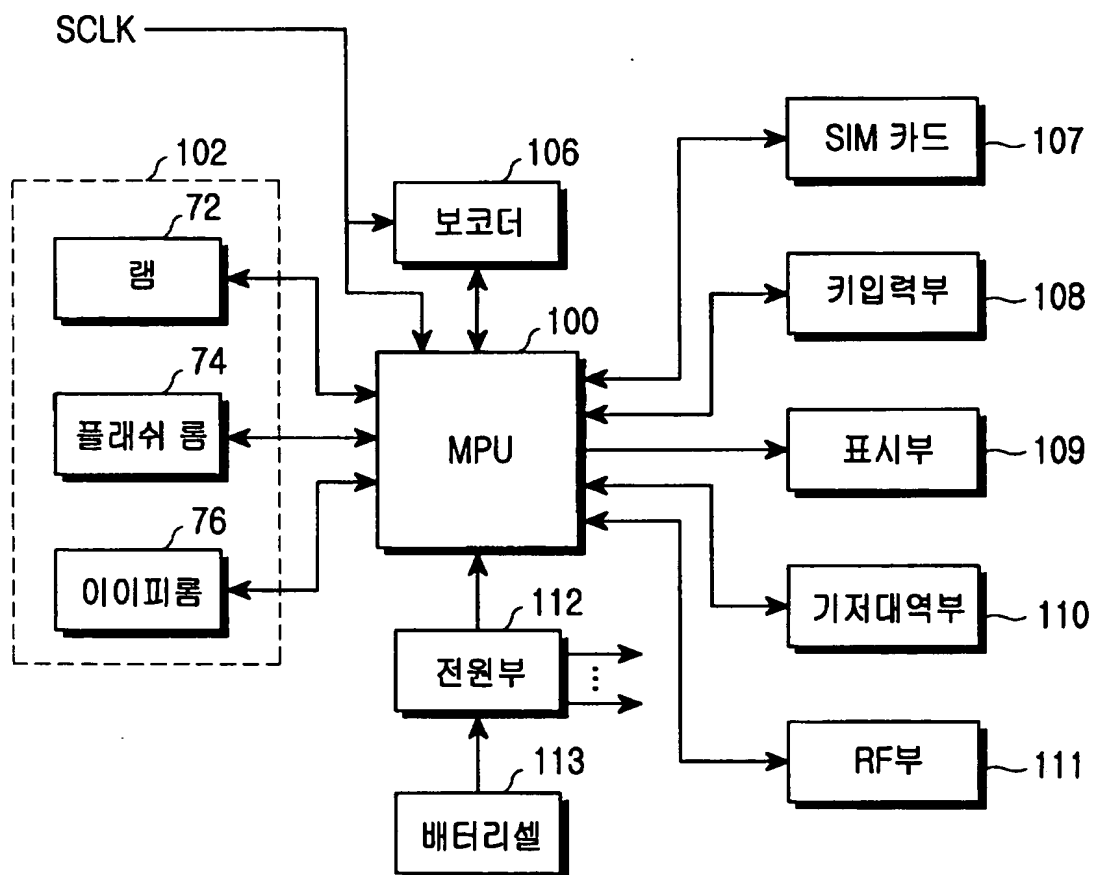 SCLK
102
106
107
SIM 카드
72
램
보코더
키입력부
108
100
74
플래쉬 롬
MPU
표시부
109
76
이이피롬
112
기저대역부
110
전원부
113
RF부
111
배터리셀